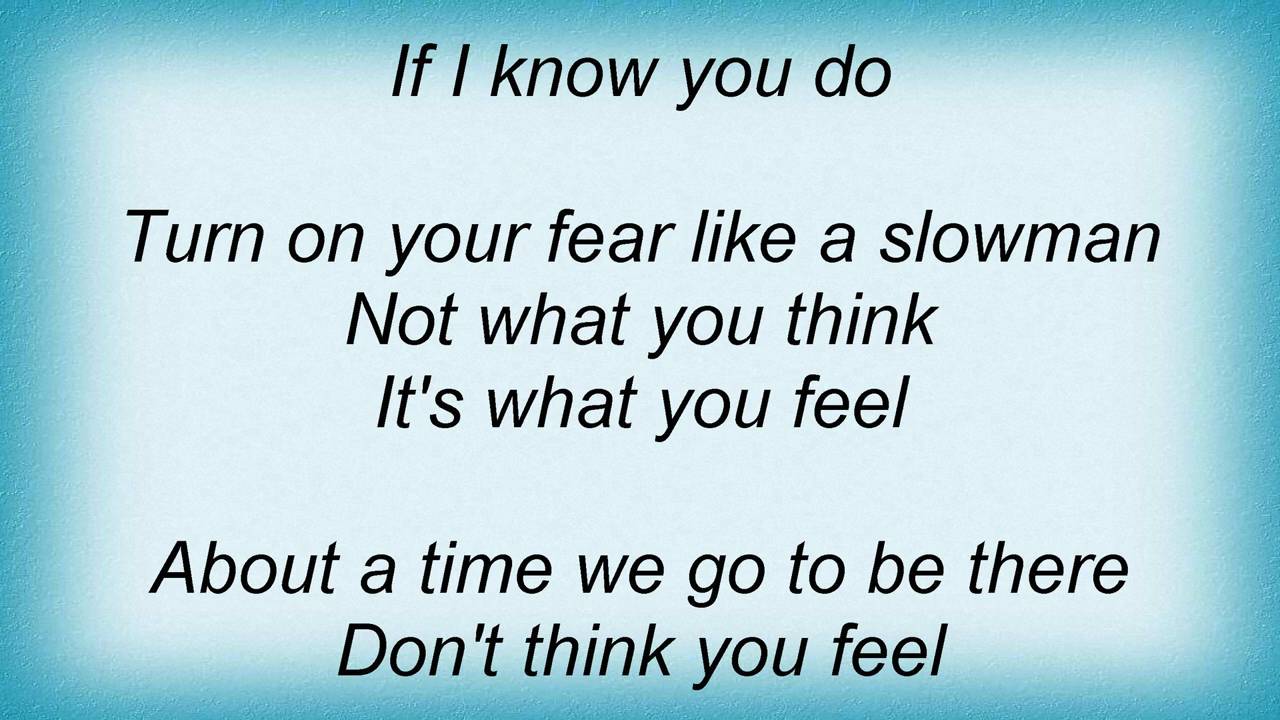 If I know you do
Turn on your fear like a slowman
Not what you think
It's what you feel
About a time we go to be there
Don't think you feel